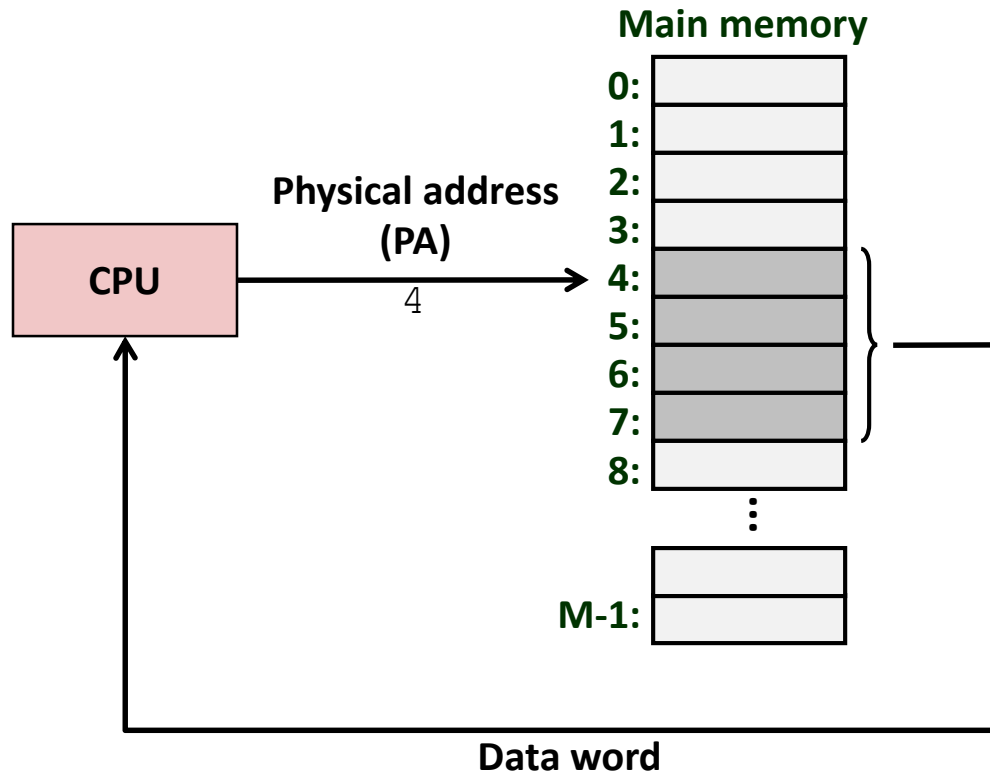 Main memory
0:
1:
2:
3:
4:
5:
6:
7:
8:
M-1:
Physical address
(PA)
4
CPU
Data word